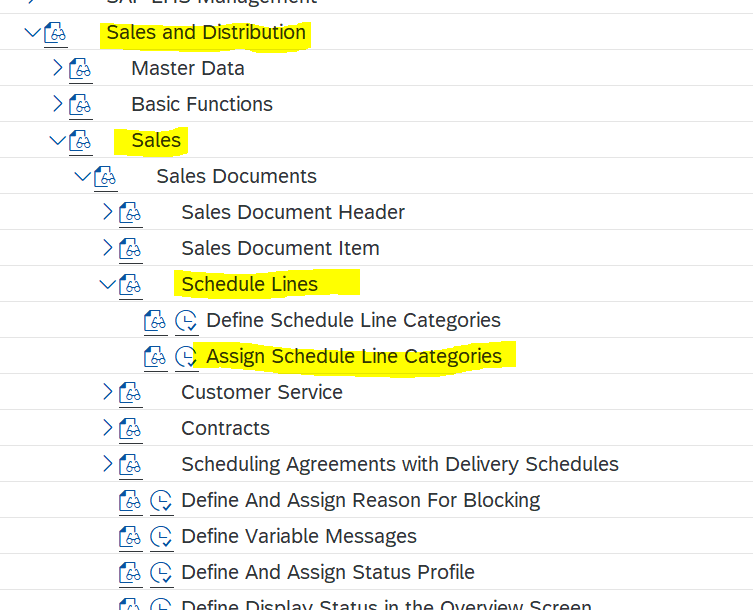 SAP EHS Management
Sales and Distribution
Master Data
Basic Functions
Sales
Sales Documents
Sales Document Header
Sales Document Item
Schedule Lines
Define Schedule Line Categories
Assign Schedule Line Categories
Customer Service
Contracts
Scheduling Agreements with Delivery Schedules
Define And Assign Reason For Blocking
Define Variable Messages
Define And Assign Status Profile
Define Display Status in the Overview Screen